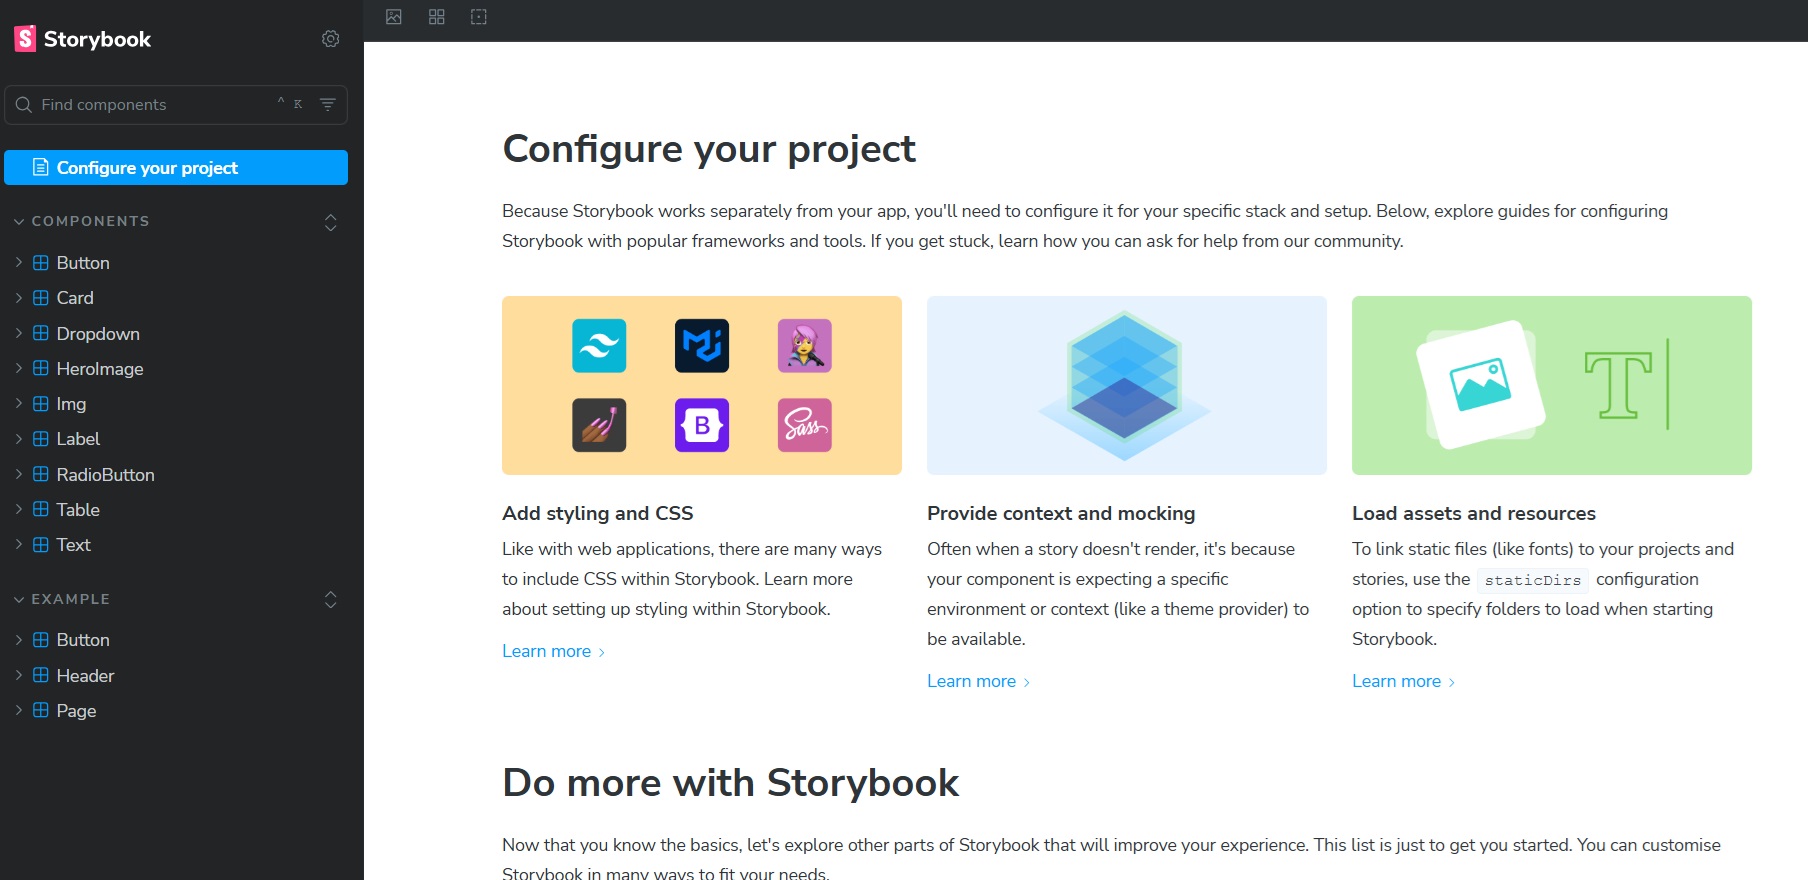 Storybook
Find components
^ K
Configure your project
COMPONENTS
Button
Card
Dropdown
HeroImage
Img
Label
RadioButton
Table
Text
EXAMPLE
Button
Header
Page
Configure your project
Because Storybook works separately from your app, you'll need to configure it for your specific stack and setup. Below, explore guides for configuring
Storybook with popular frameworks and tools. If you get stuck, learn how you can ask for help from our community.
B
Sass
T
Add styling and CSS
Like with web applications, there are many ways
to include CSS within Storybook. Learn more
about setting up styling within Storybook.
Learn more
Provide context and mocking
Often when a story doesn't render, it's because
your component is expecting a specific
environment or context (like a theme provider) to
be available.
Learn more
Load assets and resources
To link static files (like fonts) to your projects and
stories, use the staticDirs configuration
option to specify folders to load when starting
Storybook.
Learn more
Do more with Storybook
Now that you know the basics, let's explore other parts of Storybook that will improve your experience. This list is just to get you started. You can customise
Storybook in many ways to fit your needs.